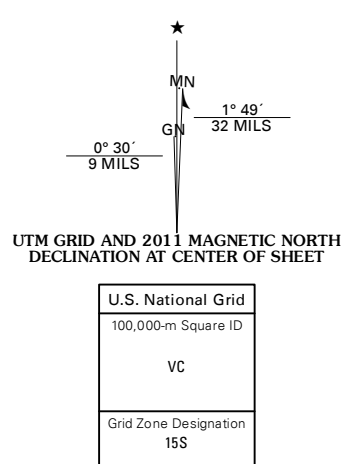 ★
MN
1° 49´
32 MILS
GN
0° 30´
9 MILS
UTM GRID AND 2011 MAGNETIC NORTH
DECLINATION AT CENTER OF SHEET
U.S. National Grid
100,000-m Square ID
VC
Grid Zone Designation
15S